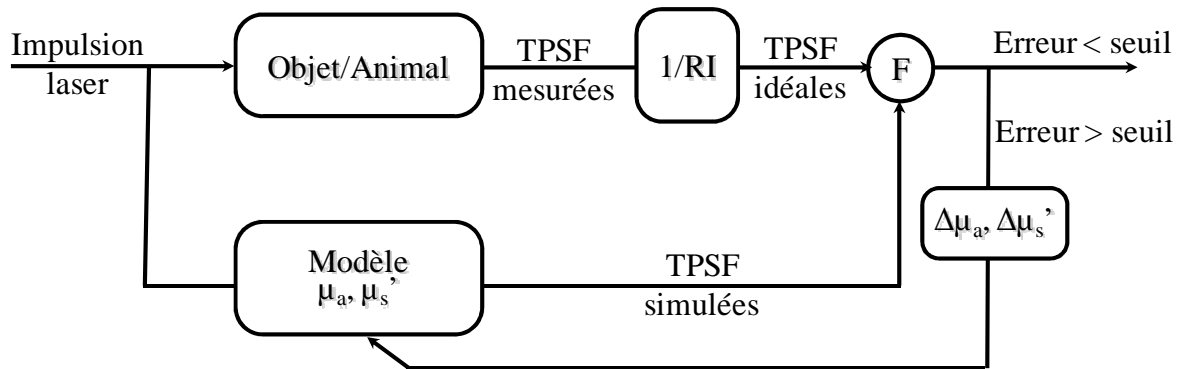 Impulsion
laser
Objet/Animal
TPSF
mesurées
1/RI
TPSF
idéales
F
Erreur < seuil
Erreur > seuil
Δμa, Δμs’
Modèle
μa, μs’
TPSF
simulées